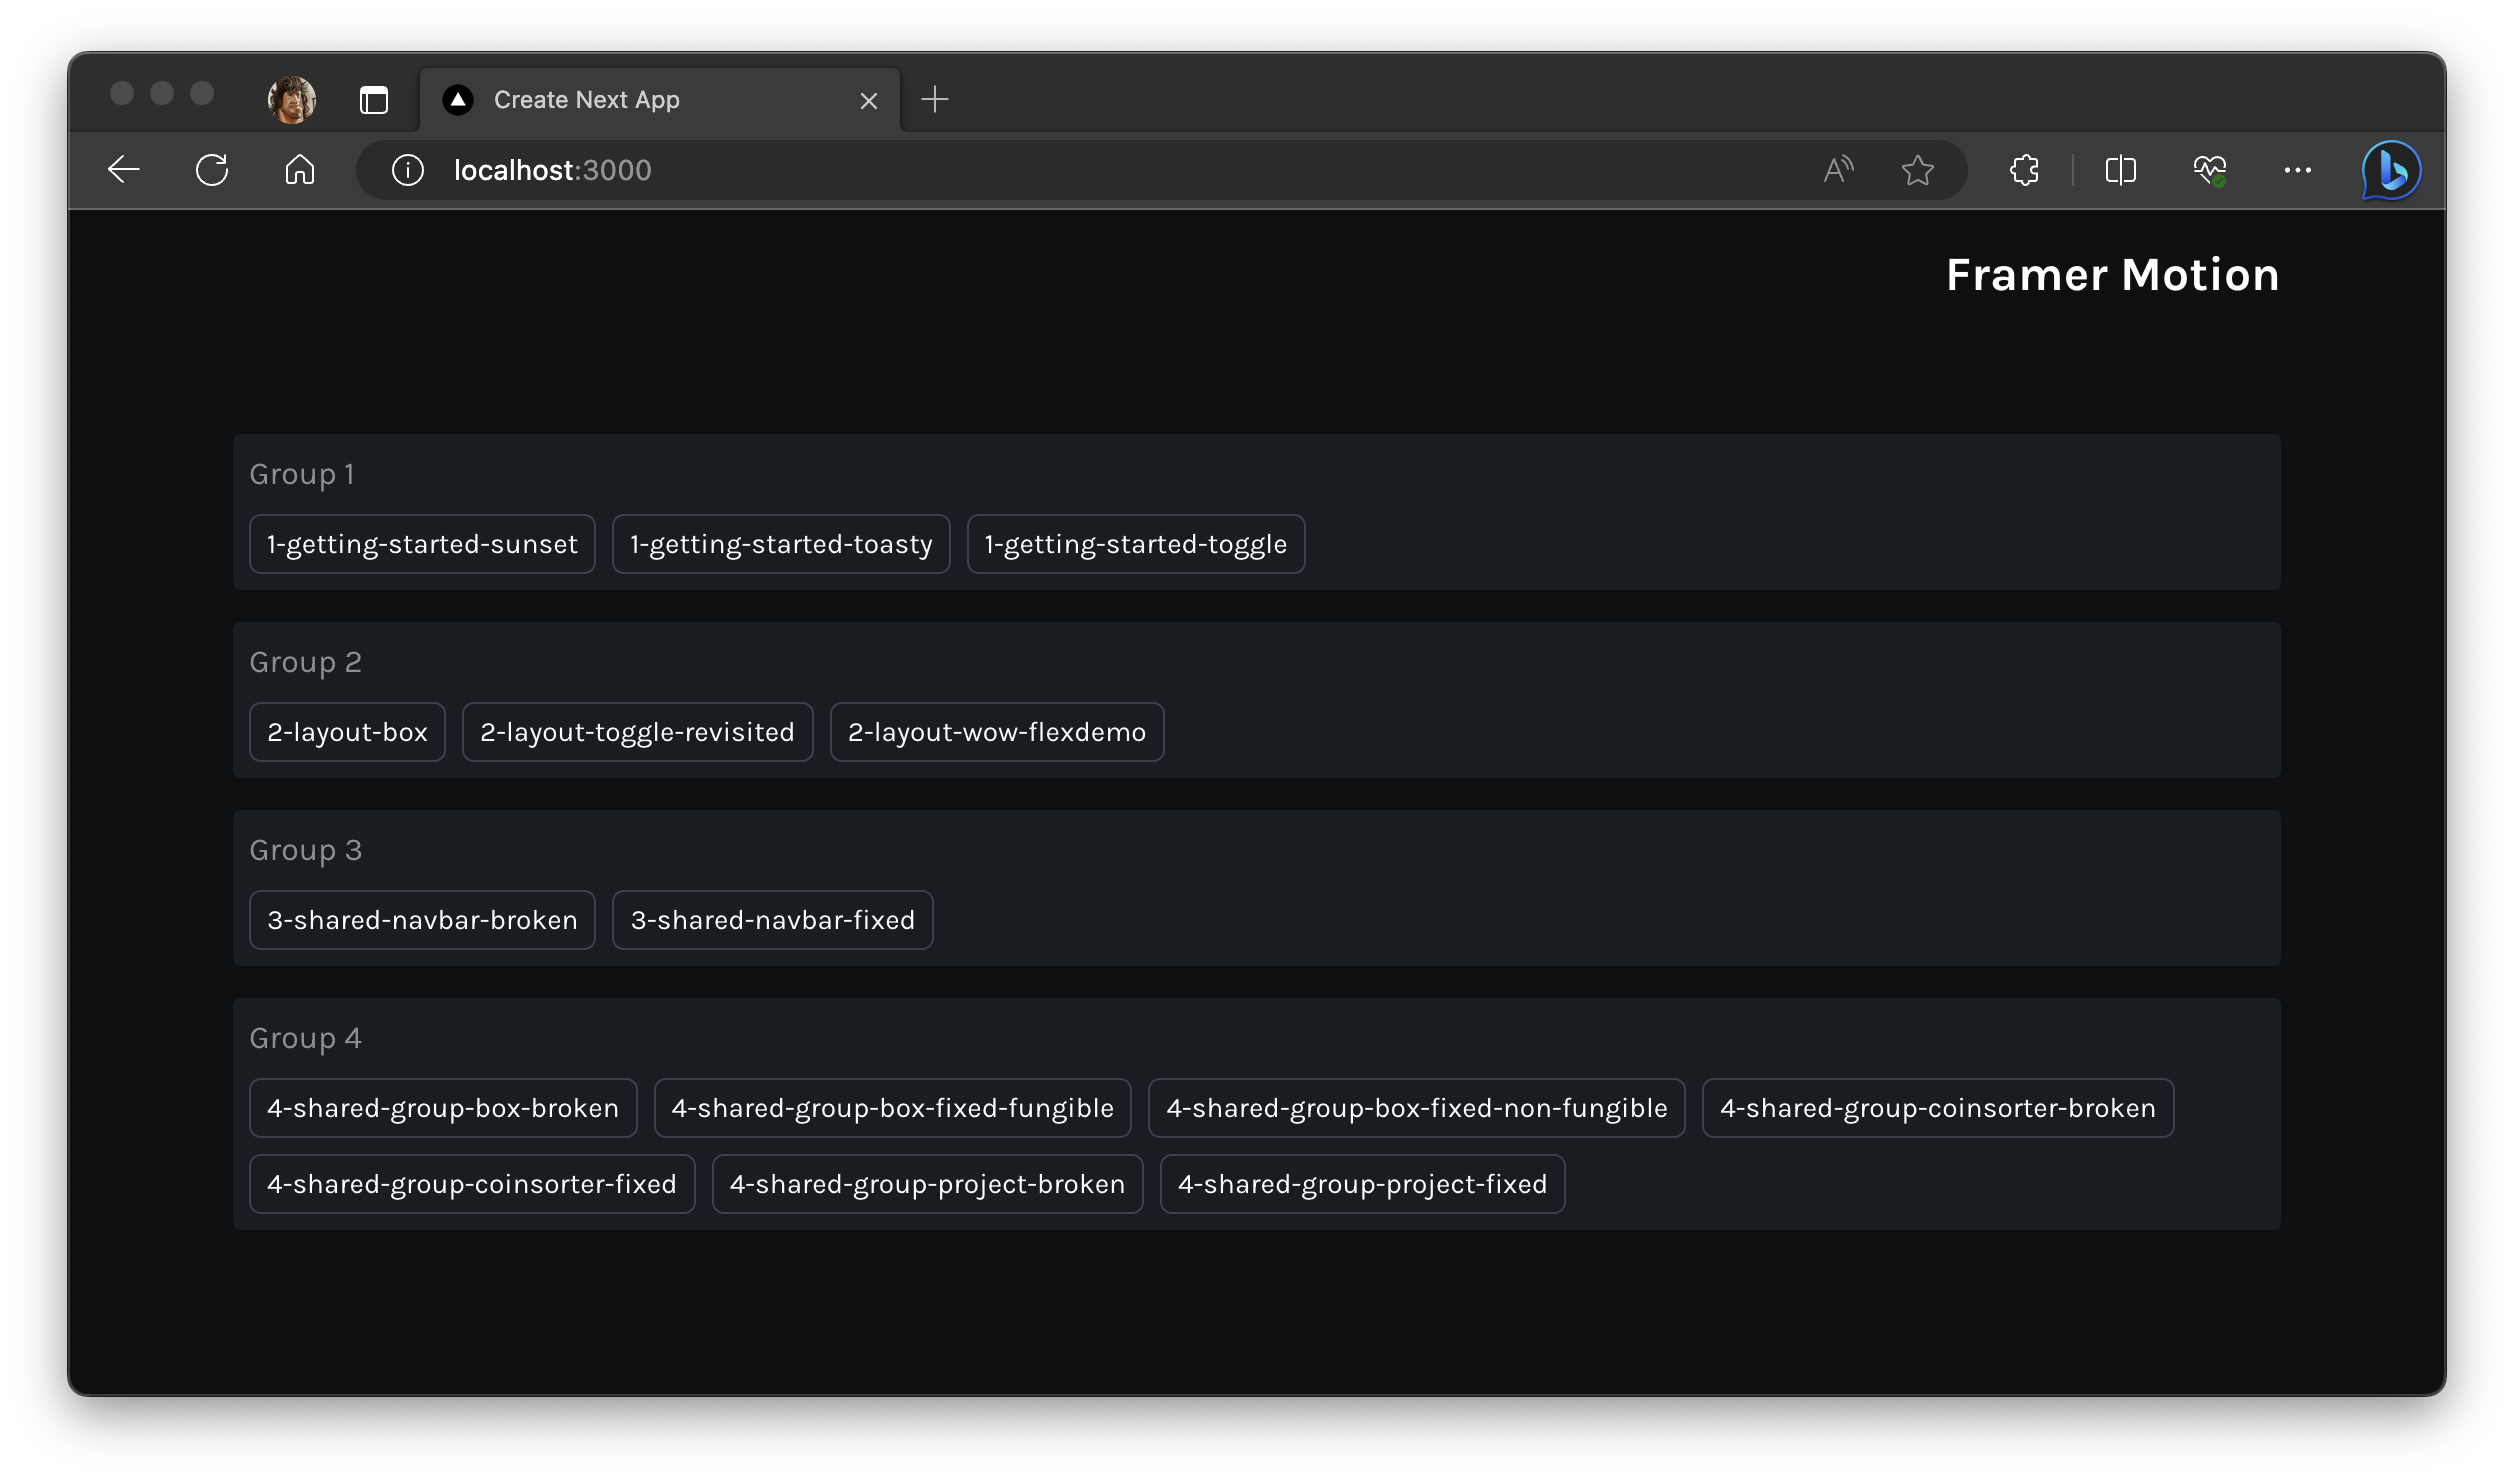 Create Next App
localhost:3000
Framer Motion
Group 1
1-getting-started-sunset 1-getting-started-toasty 1-getting-started-toggle
Group 2
2-layout-box 2-layout-toggle-revisited 2-layout-wow-flexdemo
Group 3
3-shared-navbar-broken 3-shared-navbar-fixed
Group 4
4-shared-group-box-broken 4-shared-group-box-fixed-fungible 4-shared-group-box-fixed-non-fungible 4-shared-group-coinsorter-broken
4-shared-group-coinsorter-fixed 4-shared-group-project-broken 4-shared-group-project-fixed